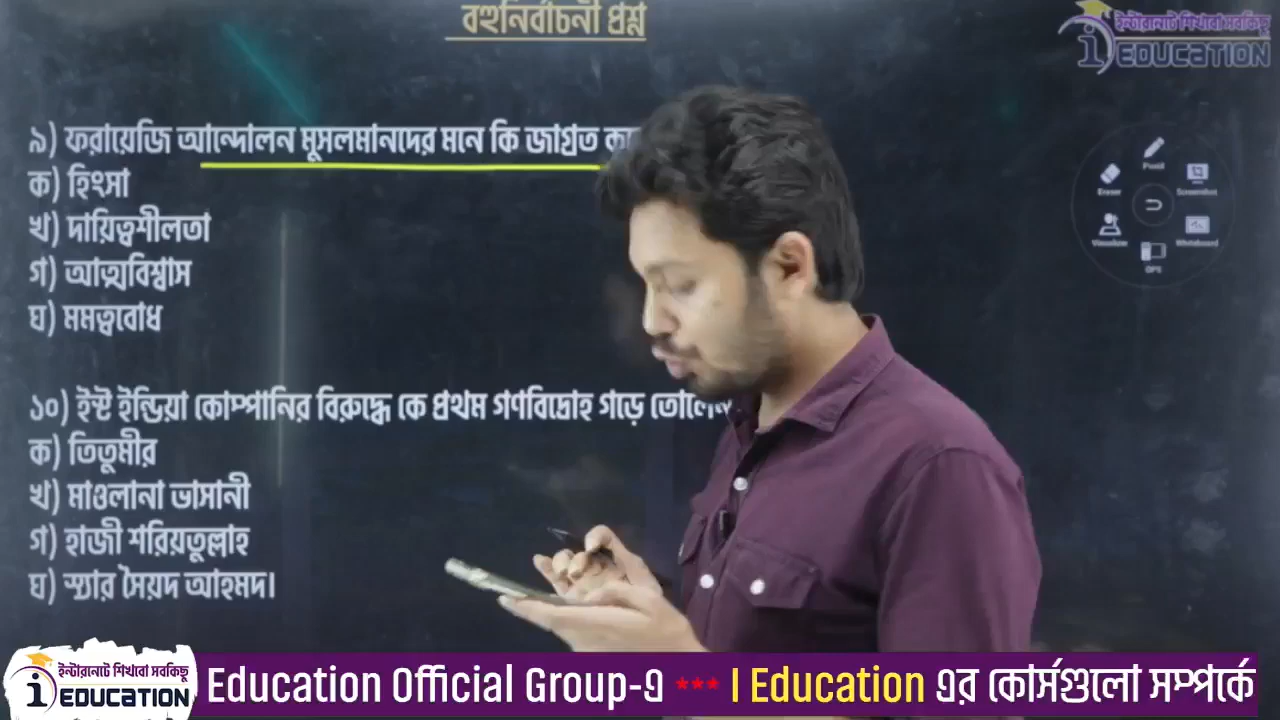 বহুনির্বাচনী প্রশ্ন
ইন্টারনেটে শিখবো সবকিছু
i EDUCATION
৯) ফরায়েজি আন্দোলন মুসলমানদের মনে কি জাগ্রত
ক) হিংসা
খ) দায়িত্বশীলতা
গ) আত্মবিশ্বাস
ঘ) মমত্ববোধ
Pencil
Eraser
Screenshot
Visualizer
Whiteboard
OPS
১০) ইস্ট ইন্ডিয়া কোম্পানির বিরুদ্ধে কে প্রথম গণবিদ্রোহ গড়ে তোলেন
ক) তিতুমীর
খ) মাওলানা ভাসানী
গ) হাজী শরিয়তুল্লাহ
ঘ) স্যার সৈয়দ আহমদ।
ইন্টারনেটে শিখবো সবকিছু
i EDUCATION
Education Official Group-এ *** I Education এর কোর্সগুলো সম্পর্কে